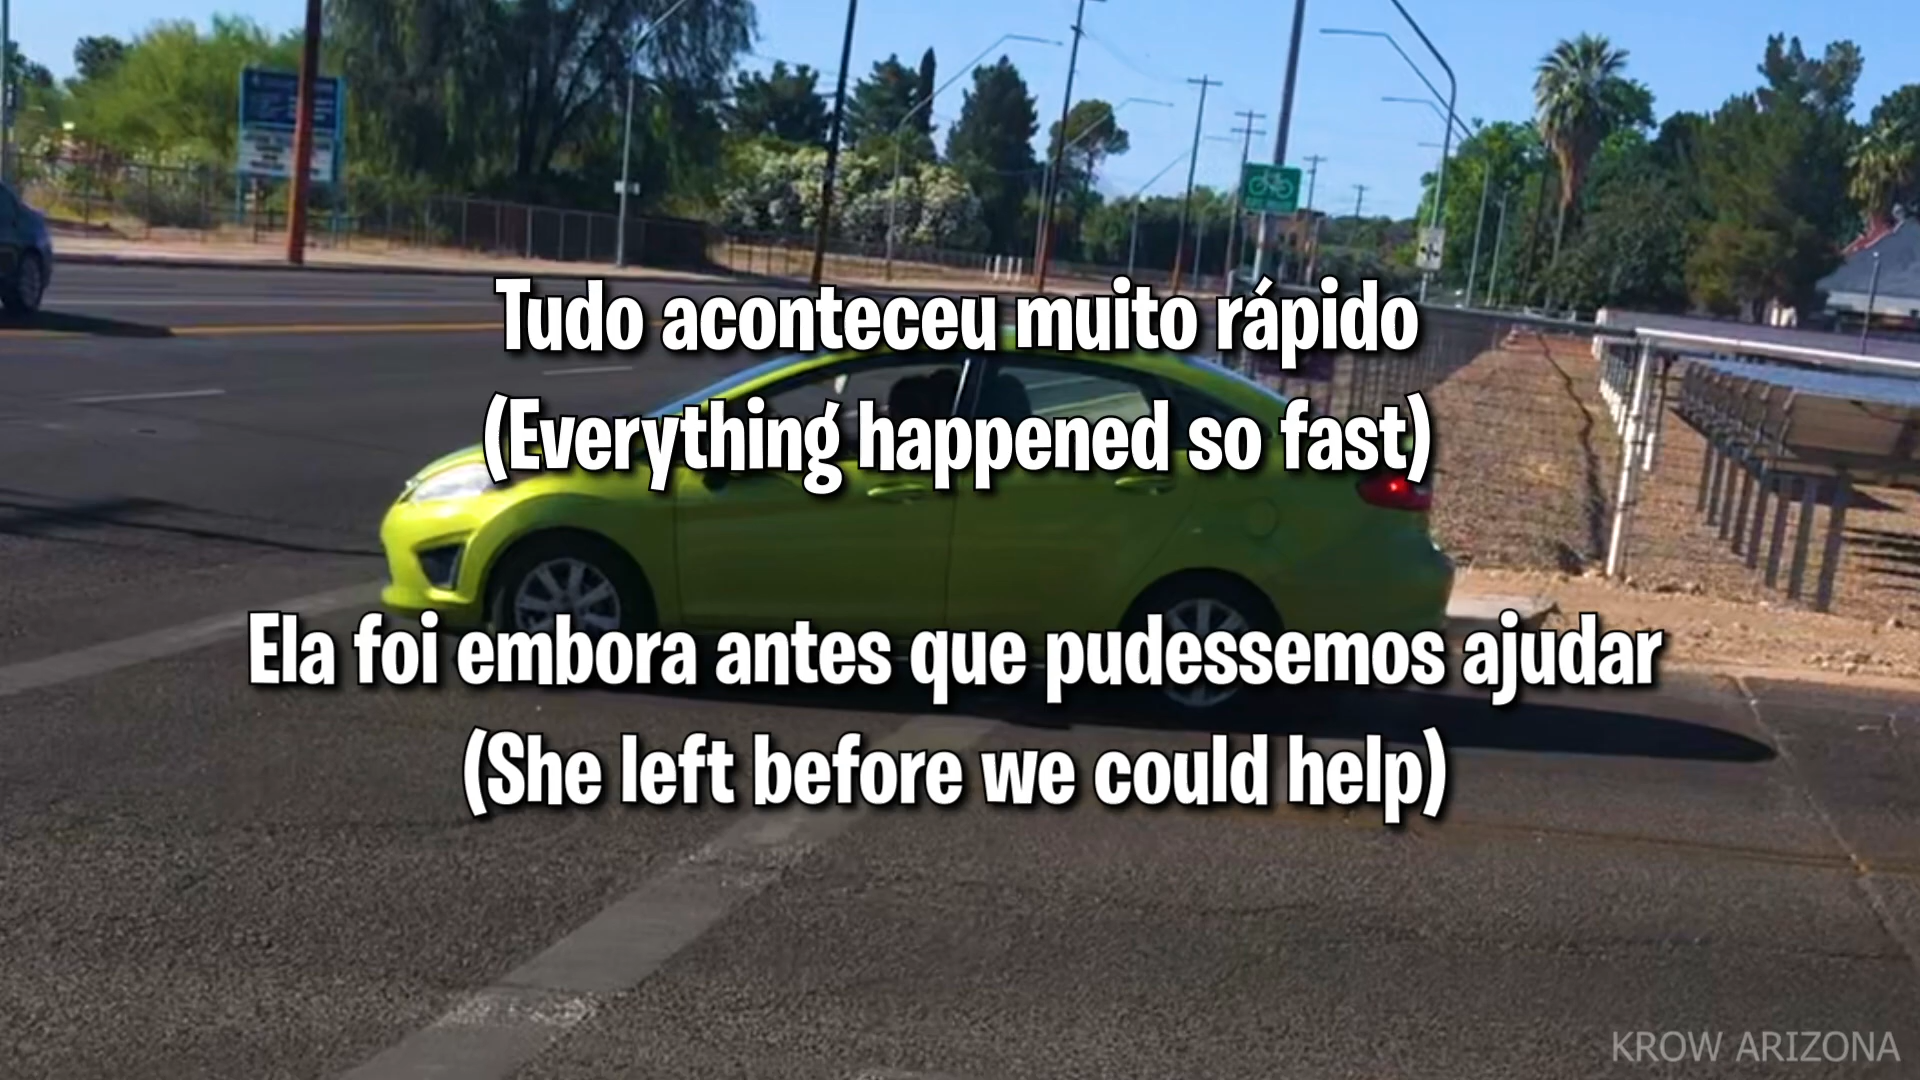 Tudo aconteceu muito rápido
(Everything happened so fast)
Ela foi embora antes que pudessemos ajudar
(She left before we could help)
KROW ARIZONA